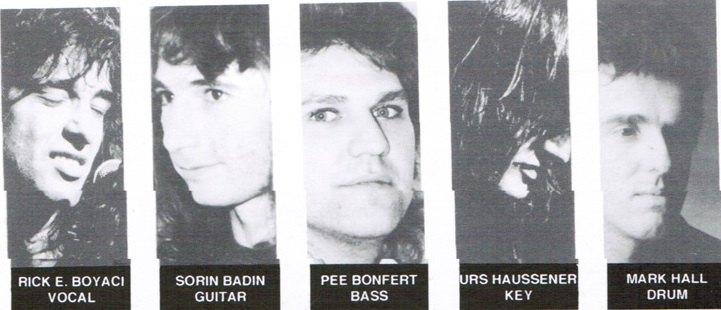 RICK E. BOYACI
VOCAL
SORIN BADIN
GUITAR
PEE BONFERT
BASS
URS HAUSSENER
KEY
MARK HALL
DRUM